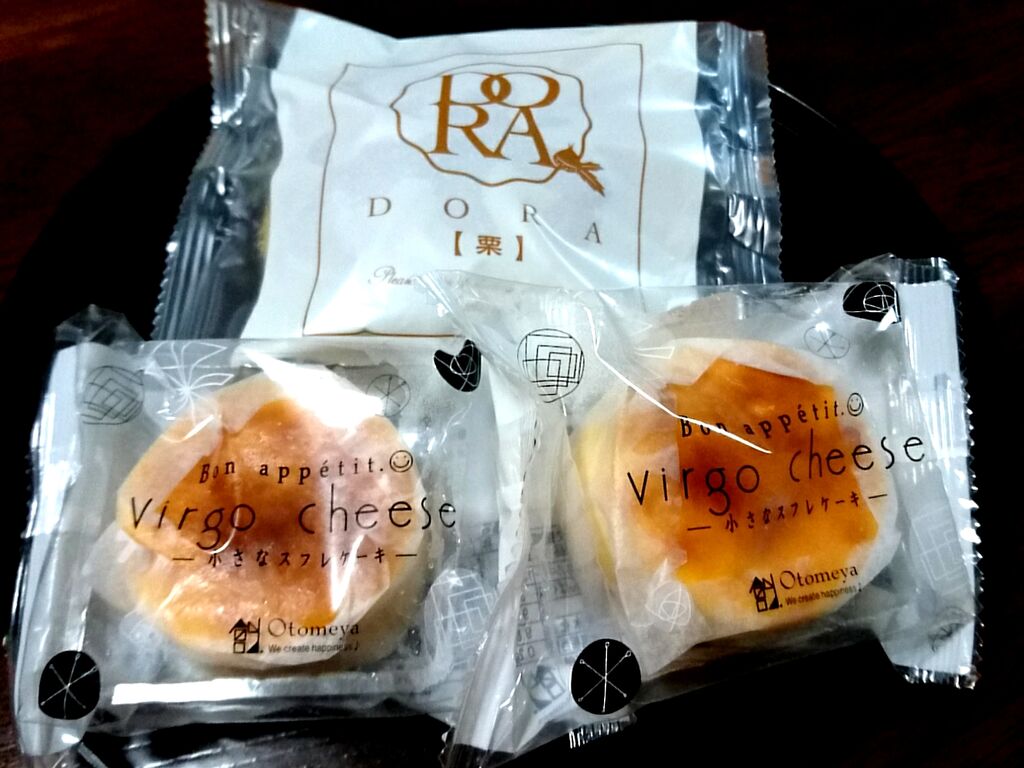 DORA
D O R A
【栗】
Bon appétit.☺
virgo cheese
— 小さなスフレケーキ —
Otomeya
We create happiness♪
Bon appétit.☺
virgo cheese
— 小さなスフレケーキ —
Otomeya
We create happiness♪